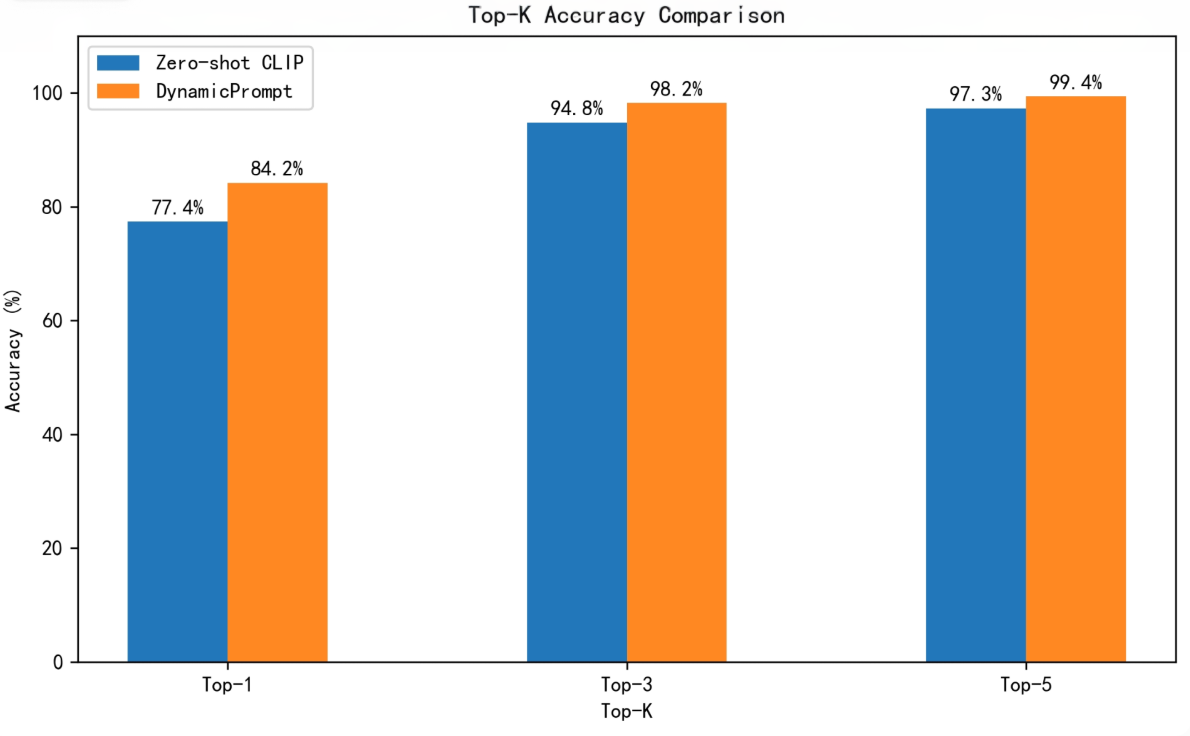 Top-K Accuracy Comparison
Zero-shot CLIP
DynamicPrompt
Accuracy (%)
100
80
60
40
20
0
77.4%
84.2%
94.8%
98.2%
97.3%
99.4%
Top-1
Top-3
Top-5
Top-K